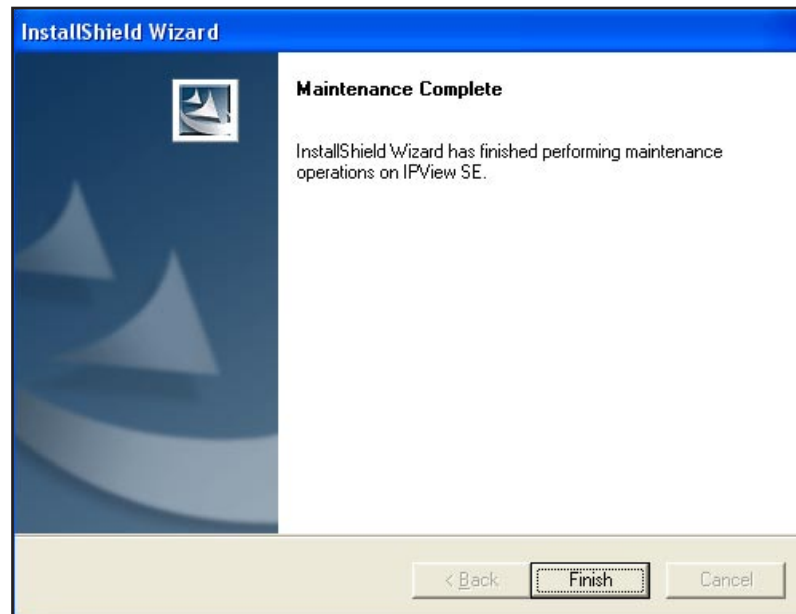 InstallShield Wizard
Maintenance Complete
InstallShield Wizard has finished performing maintenance
operations on IPView SE.
< Back
Finish
Cancel